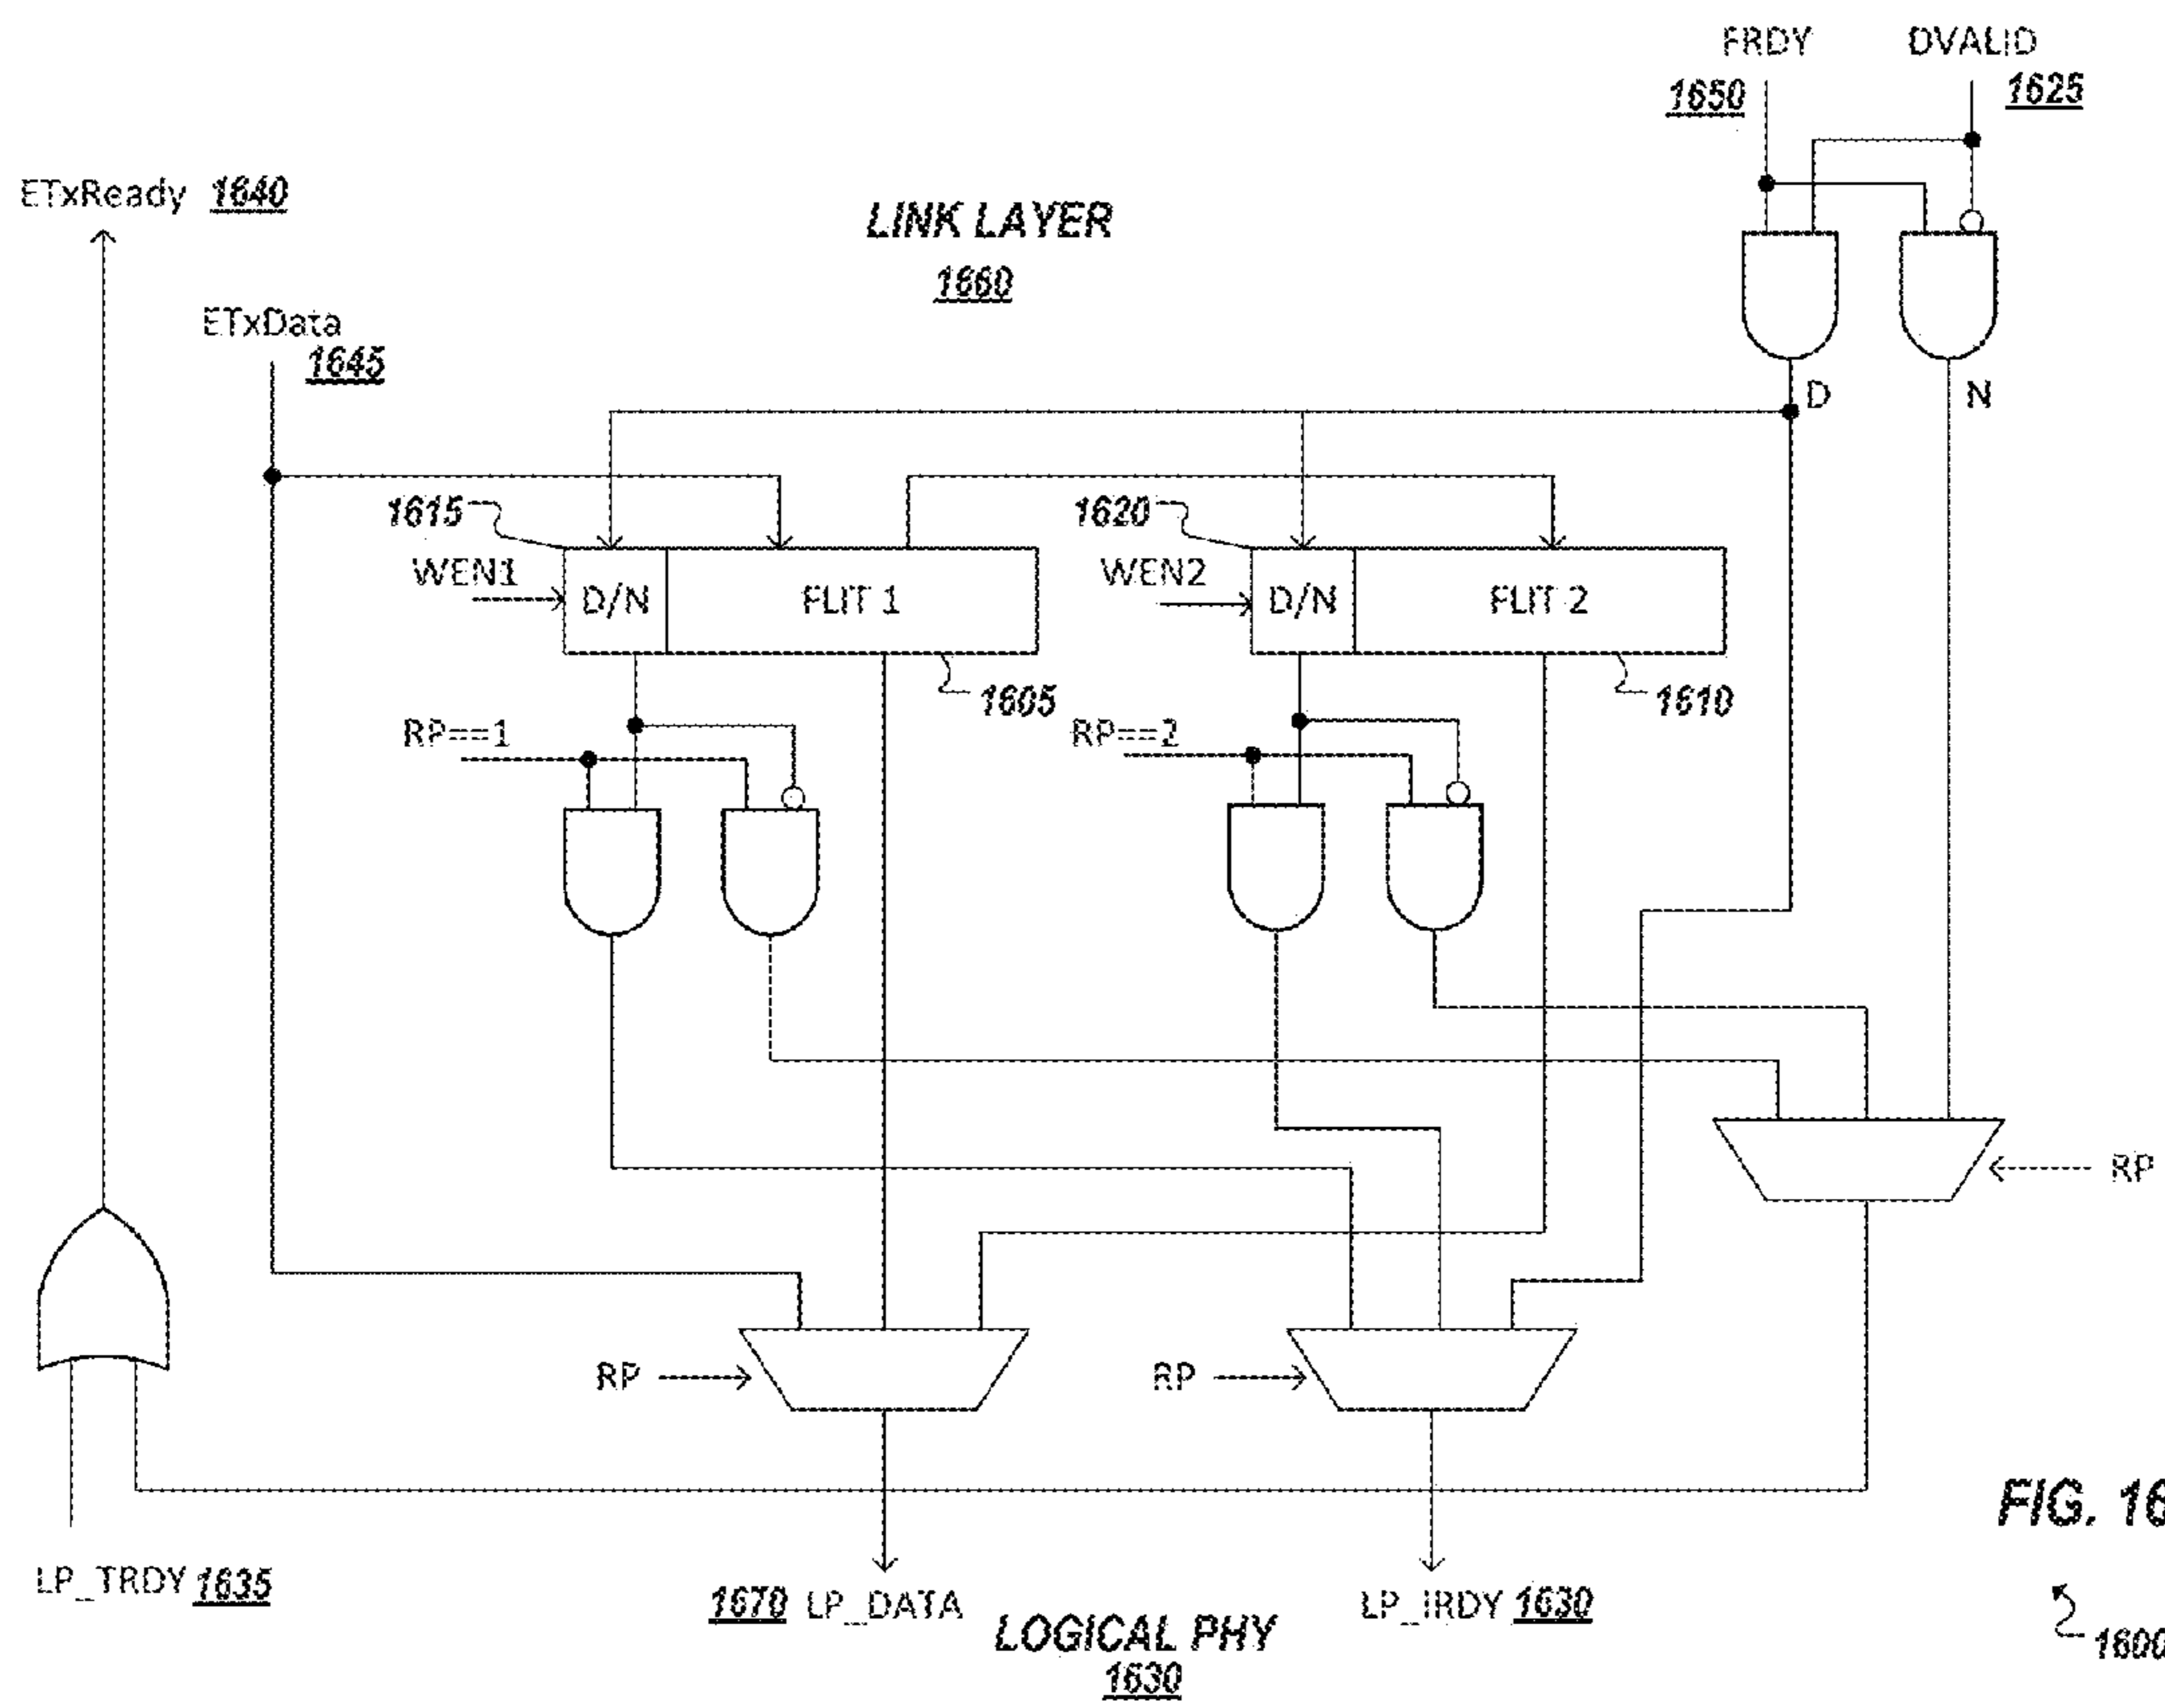 FRDY DVALID
1650 1625
ETxReady 1640
LINK LAYER
1660
ETxData
1645
D N
1615 1620
WEN1 D/N FLIT 1 WEN2 D/N FLIT 2
1605 1610
RP==1 RP==2
RP
RP RP
FIG. 16
LP_TRDY 1635
1670 LP_DATA LP_IRDY 1630
LOGICAL PHY
1630
1600